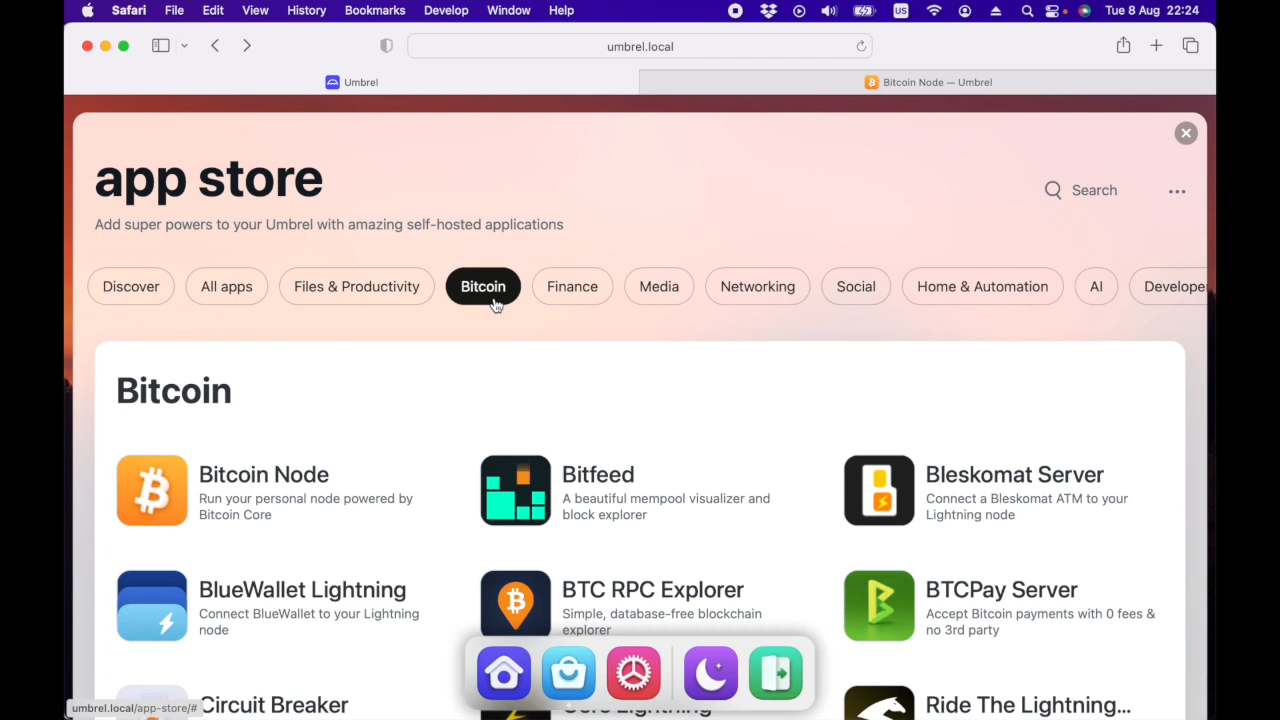 Safari File Edit View History Bookmarks Develop Window Help US Tue 8 Aug 22:24
umbrel.local
Umbrel
Bitcoin Node — Umbrel
app store
Search
Add super powers to your Umbrel with amazing self-hosted applications
Discover All apps Files & Productivity Bitcoin Finance Media Networking Social Home & Automation AI Develope
Bitcoin
Bitcoin Node
Run your personal node powered by
Bitcoin Core
Bitfeed
A beautiful mempool visualizer and
block explorer
Bleskomat Server
Connect a Bleskomat ATM to your
Lightning node
BlueWallet Lightning
Connect BlueWallet to your Lightning
node
BTC RPC Explorer
Simple, database-free blockchain
explorer
BTCPay Server
Accept Bitcoin payments with 0 fees &
no 3rd party
Circuit Breaker
Core Lightning
Ride The Lightning...
umbrel.local/app-store/#